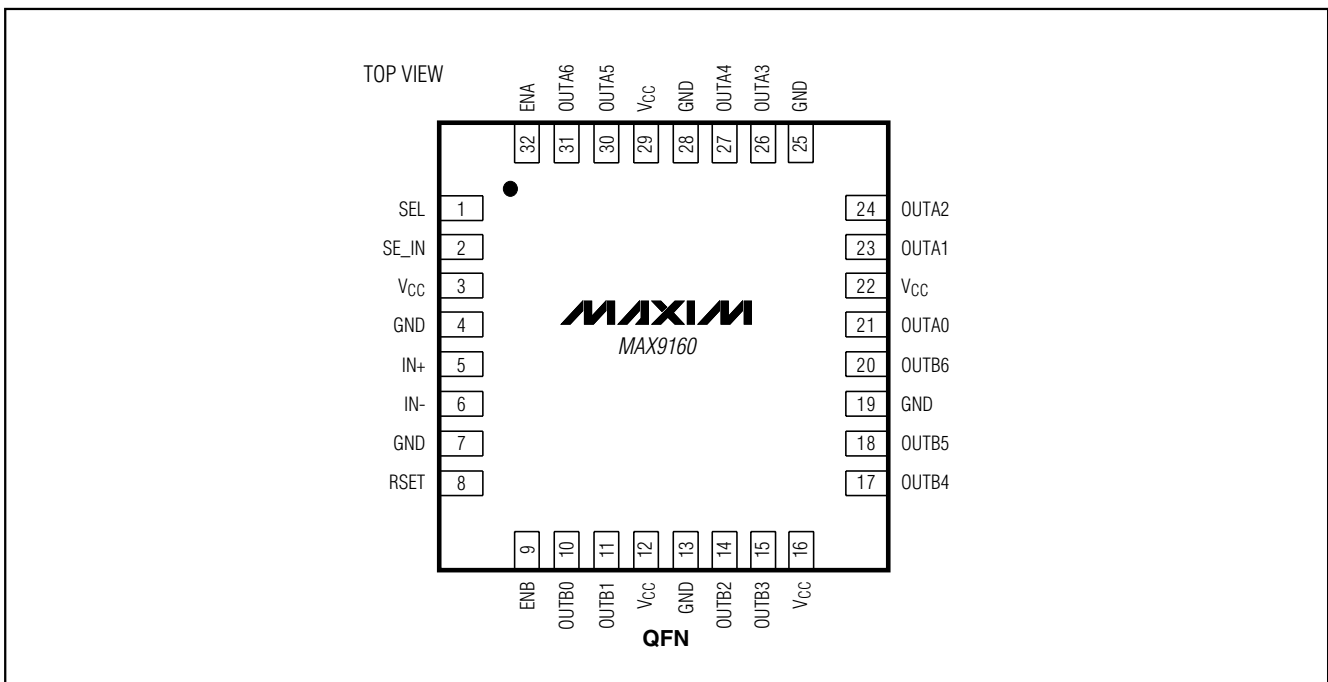 TOP VIEW
ENA OUTA6 OUTA5 VCC GND OUTA4 OUTA3 GND
32 31 30 29 28 27 26 25
SEL 1 24 OUTA2
SE_IN 2 23 OUTA1
VCC 3 22 VCC
GND 4 21 OUTA0
IN+ 5 20 OUTB6
IN- 6 19 GND
GND 7 18 OUTB5
RSET 8 17 OUTB4
MAXIM
MAX9160
9 10 11 12 13 14 15 16
ENB OUTB0 OUTB1 VCC GND OUTB2 OUTB3 VCC
QFN